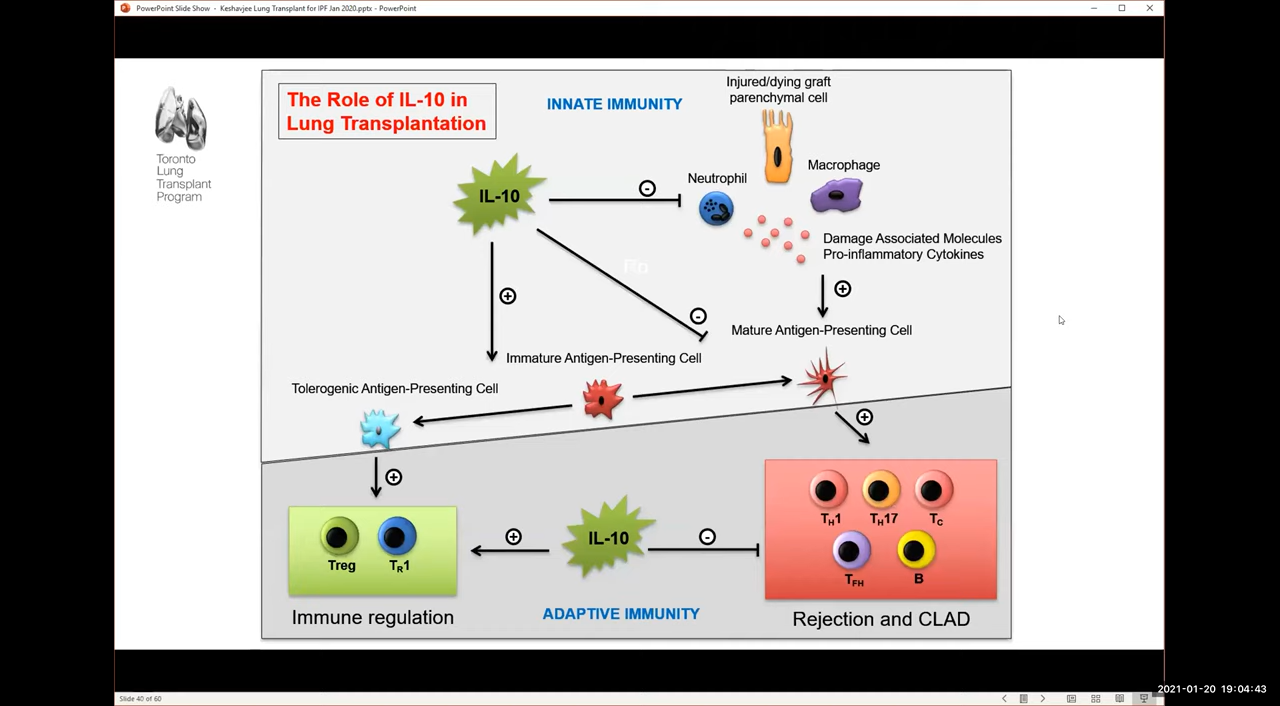 PowerPoint Slide Show - Keshavjee Lung Transplant for IPF Jan 2020.pptx - PowerPoint
Toronto
Lung
Transplant
Program
The Role of IL-10 in
Lung Transplantation
INNATE IMMUNITY
Injured/dying graft
parenchymal cell
Neutrophil
Macrophage
IL-10
-
Damage Associated Molecules
Pro-inflammatory Cytokines
+
+
-
Mature Antigen-Presenting Cell
Immature Antigen-Presenting Cell
Tolerogenic Antigen-Presenting Cell
+
+
TH1
TH17
TC
TFH
B
Treg
TR1
+
IL-10
-
Immune regulation
ADAPTIVE IMMUNITY
Rejection and CLAD
Slide 40 of 60
2021-01-20 19:04:43